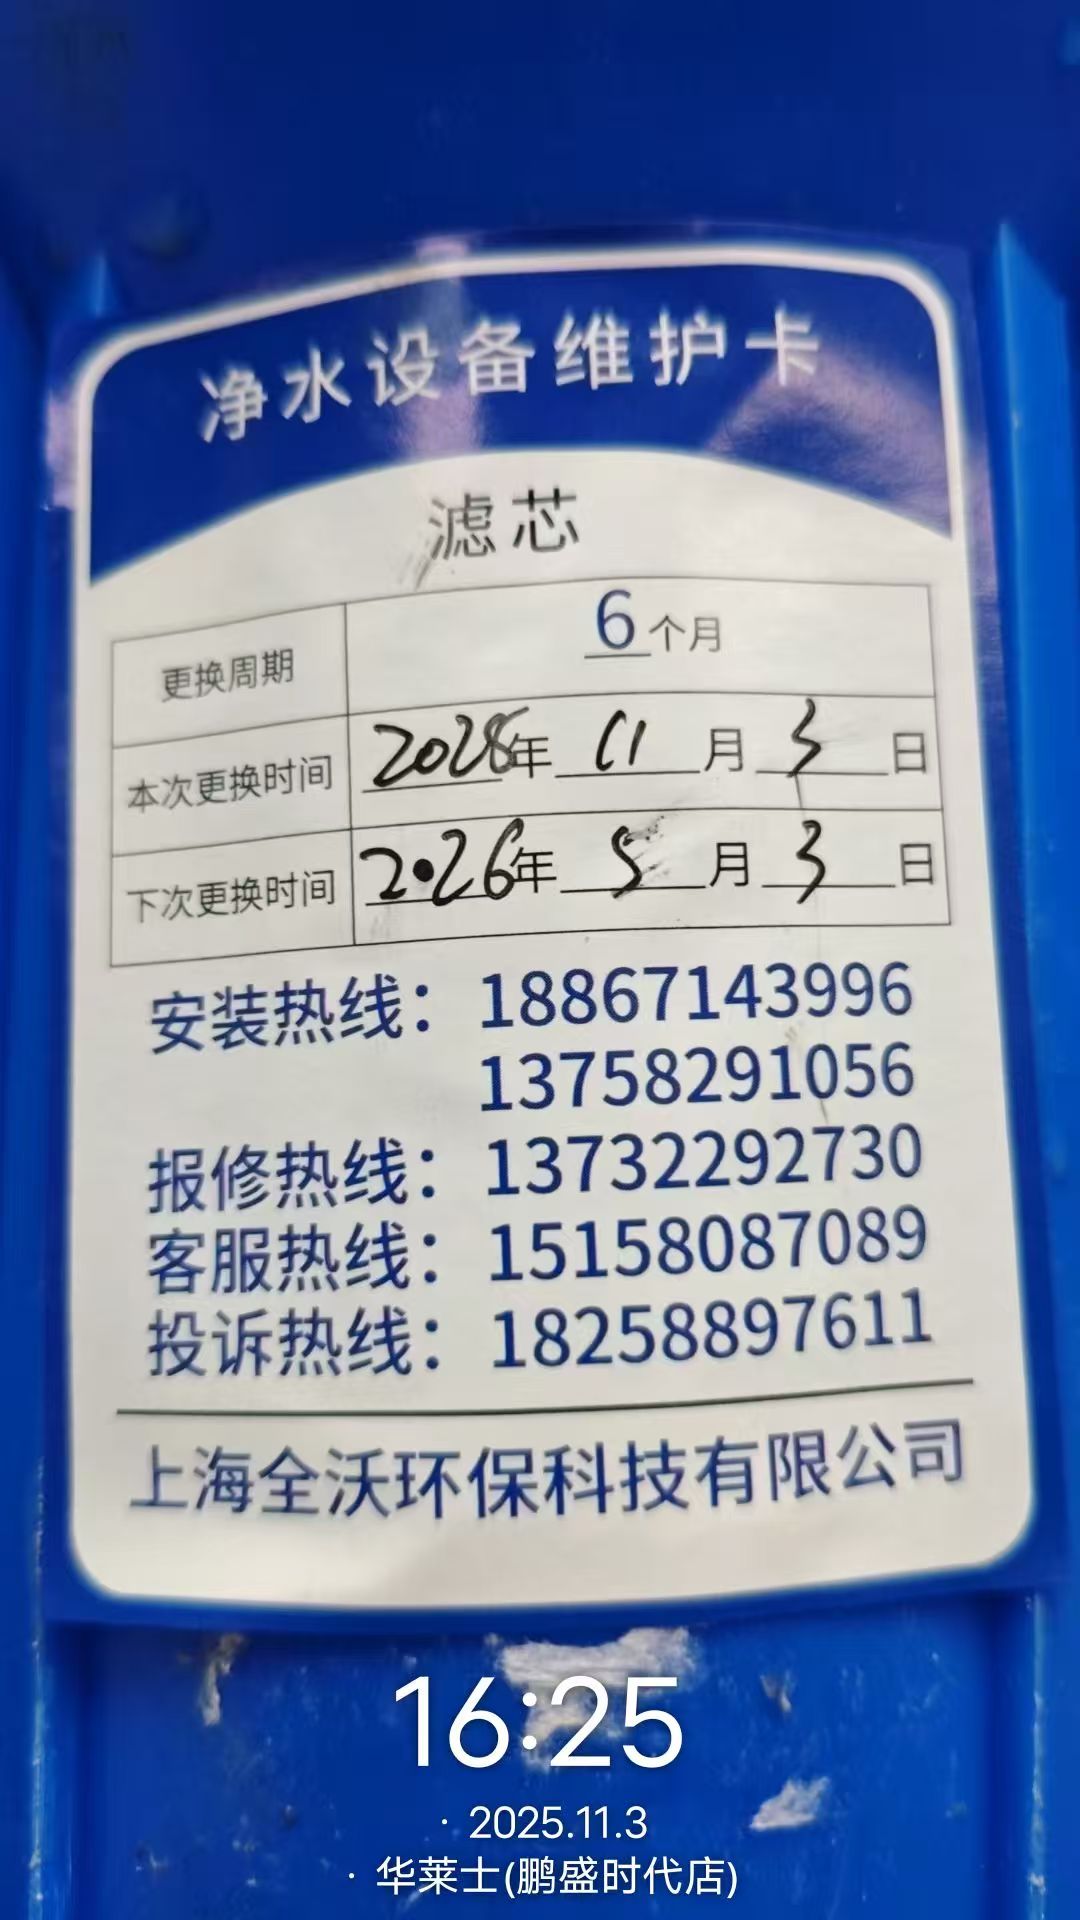 净水设备维护卡
滤芯
更换周期 6个月
本次更换时间 2025年 11 月 3 日
下次更换时间 2026年 5 月 3 日
安装热线：18867143996
13758291056
报修热线：13732292730
客服热线：15158087089
投诉热线：18258897611
上海全沃环保科技有限公司
16:25
· 2025.11.3
· 华莱士(鹏盛时代店)